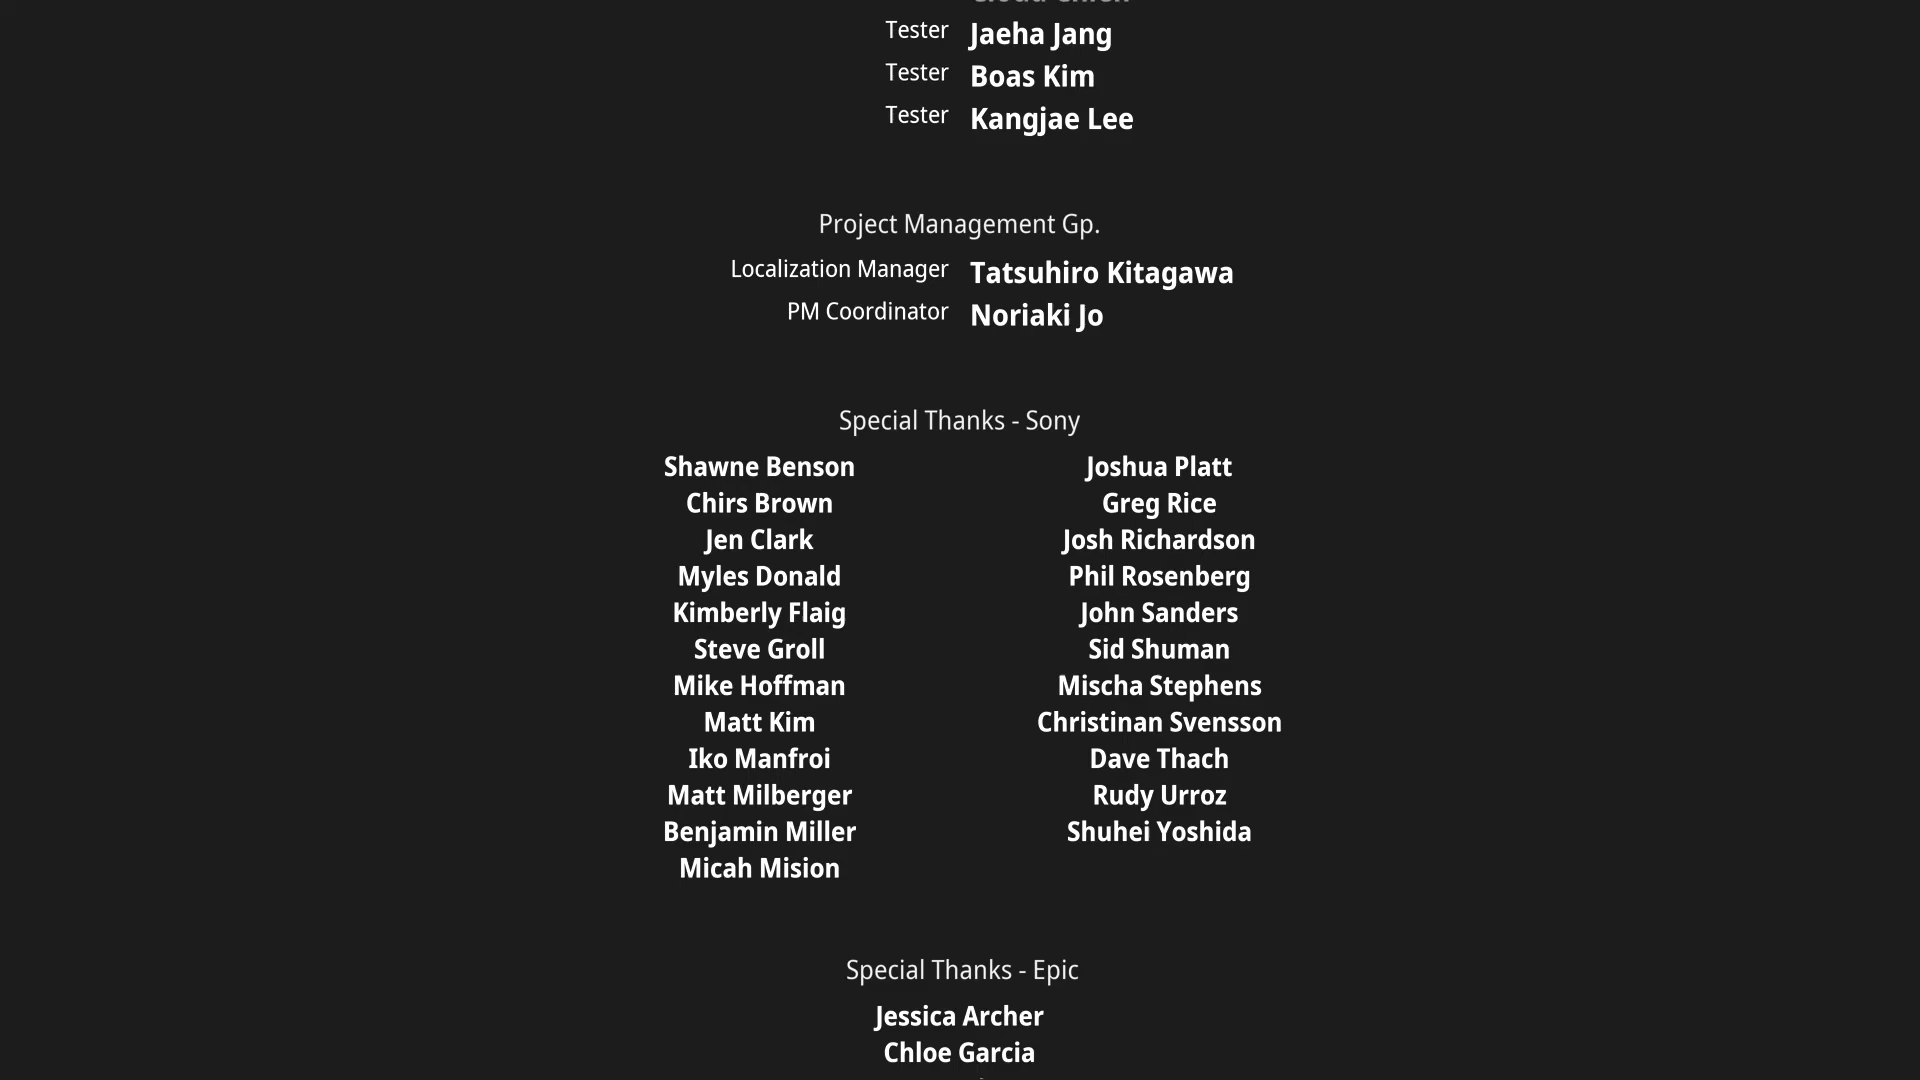 Tester Jaeha Jang
Tester Boas Kim
Tester Kangjae Lee
Project Management Gp.
Localization Manager Tatsuhiro Kitagawa
PM Coordinator Noriaki Jo
Special Thanks - Sony
Shawne Benson Joshua Platt
Chirs Brown Greg Rice
Jen Clark Josh Richardson
Myles Donald Phil Rosenberg
Kimberly Flaig John Sanders
Steve Groll Sid Shuman
Mike Hoffman Mischa Stephens
Matt Kim Christinan Svensson
Iko Manfroi Dave Thach
Matt Milberger Rudy Urroz
Benjamin Miller Shuhei Yoshida
Micah Mision
Special Thanks - Epic
Jessica Archer
Chloe Garcia